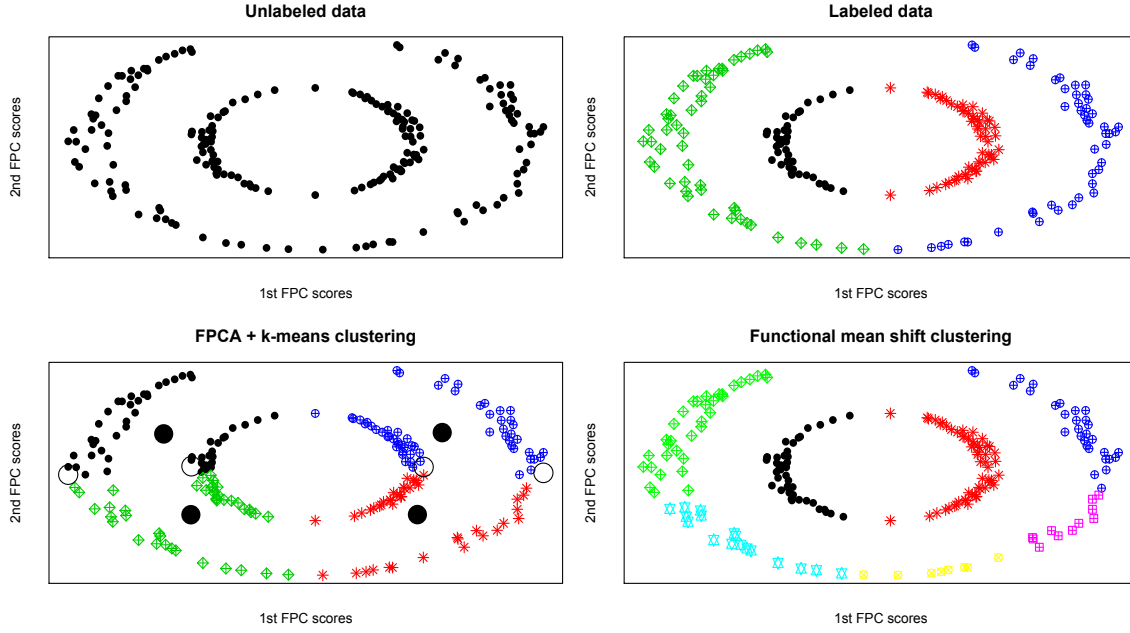 Unlabeled data
2nd FPC scores
1st FPC scores
Labeled data
2nd FPC scores
1st FPC scores
FPCA + k-means clustering
2nd FPC scores
1st FPC scores
Functional mean shift clustering
2nd FPC scores
1st FPC scores